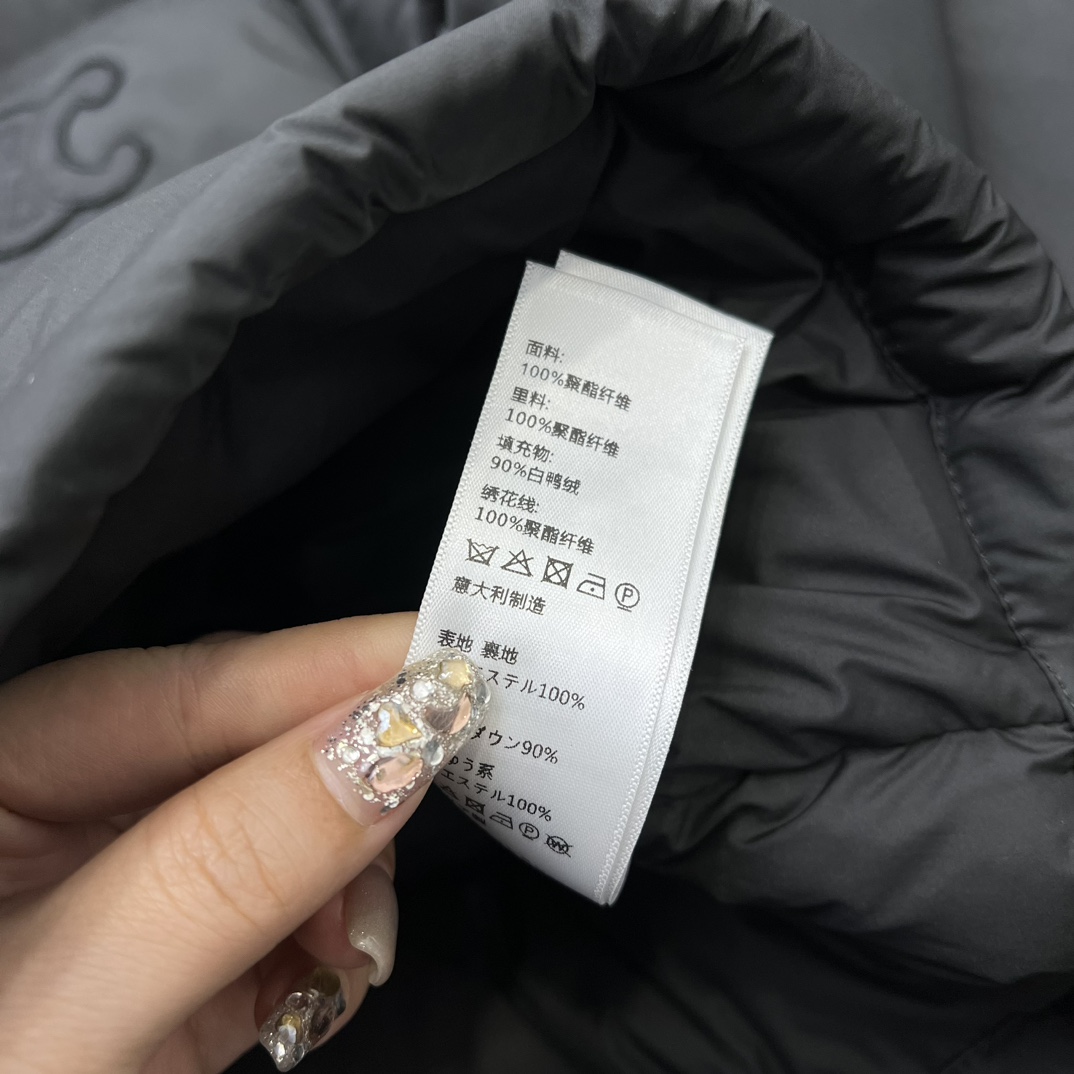 面料:
100%聚酯纤维
里料:
100%聚酯纤维
填充物:
90%白鸭绒
绣花线:
100%聚酯纤维
P
意大利制造
表地 裏地
ステル100%
ダウン90%
ゅう系
エステル100%
P W